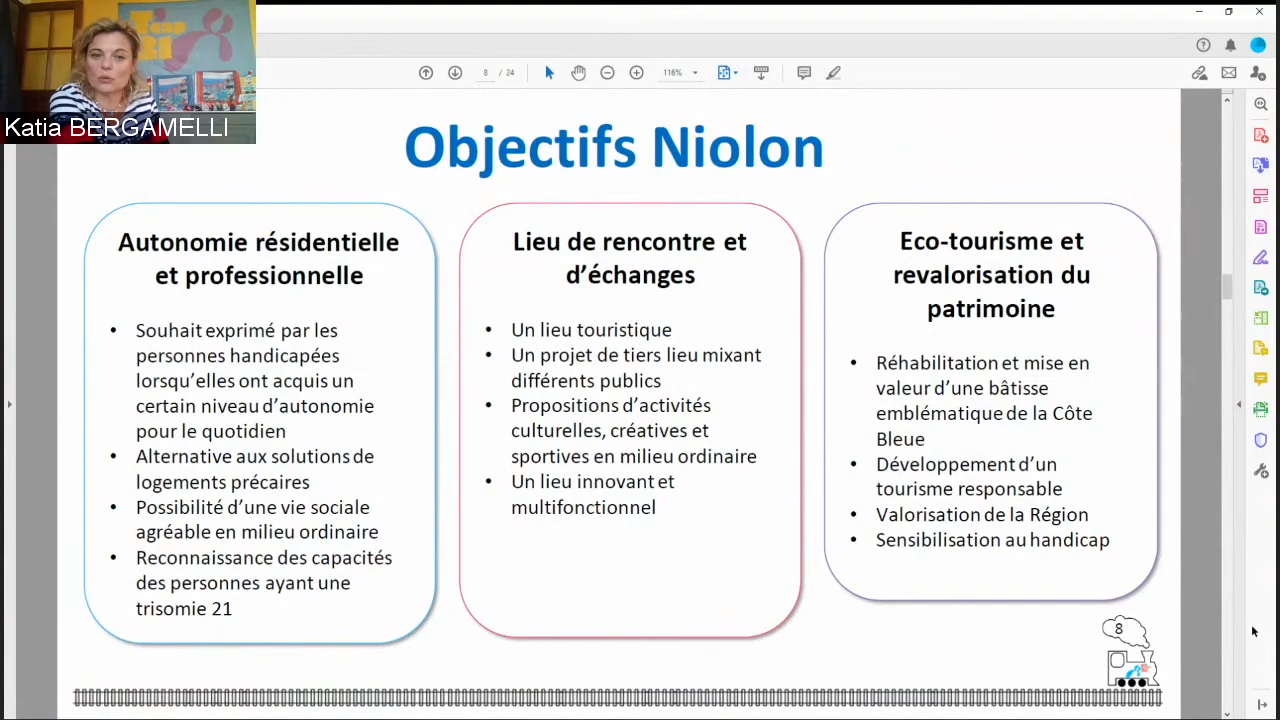 8 / 24
116%
Katia BERGAMELLI
Objectifs Niolon
Autonomie résidentielle
et professionnelle
• Souhait exprimé par les
personnes handicapées
lorsqu'elles ont acquis un
certain niveau d'autonomie
pour le quotidien
• Alternative aux solutions de
logements précaires
• Possibilité d'une vie sociale
agréable en milieu ordinaire
• Reconnaissance des capacités
des personnes ayant une
trisomie 21
Lieu de rencontre et
d'échanges
• Un lieu touristique
• Un projet de tiers lieu mixant
différents publics
• Propositions d'activités
culturelles, créatives et
sportives en milieu ordinaire
• Un lieu innovant et
multifonctionnel
Eco-tourisme et
revalorisation du
patrimoine
• Réhabilitation et mise en
valeur d'une bâtisse
emblématique de la Côte
Bleue
• Développement d'un
tourisme responsable
• Valorisation de la Région
• Sensibilisation au handicap
8